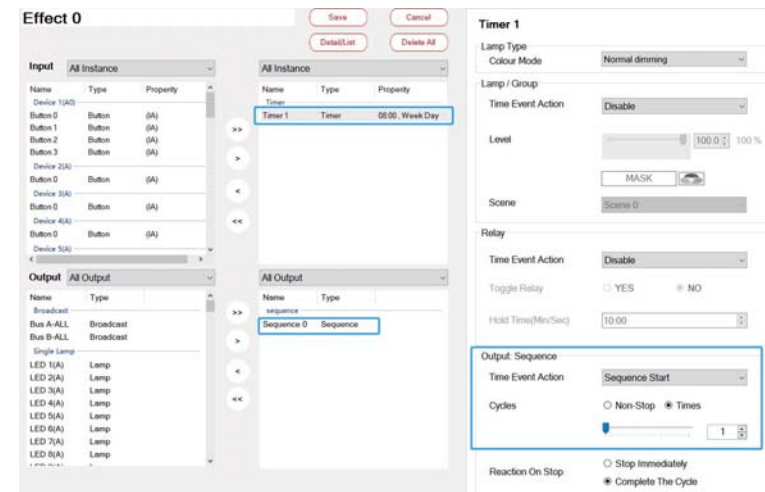 Effect 0
Save Cancel
Detail/List Delete All
Input All Instance
Name Type Property
Device 1(A0)
Button 0 Button (IA)
Button 1 Button (IA)
Button 2 Button (IA)
Button 3 Button (IA)
Device 2(A)
Button 0 Button (IA)
Device 3(A)
Button 0 Button (IA)
Device 4(A)
Button 0 Button (IA)
Device 5(A)
>>
>
<
<<
All Instance
Name Type Property
Timer
Timer 1 Timer 08:00 , Week Day
Output All Output
Name Type
Broadcast
Bus A-ALL Broadcast
Bus B-ALL Broadcast
Single Lamp
LED 1(A) Lamp
LED 2(A) Lamp
LED 3(A) Lamp
LED 4(A) Lamp
LED 5(A) Lamp
LED 6(A) Lamp
LED 7(A) Lamp
LED 8(A) Lamp
>>
>
<
<<
All Output
Name Type
sequence
Sequence 0 Sequence
Timer 1
Lamp Type
Colour Mode Normal dimming
Lamp / Group
Time Event Action Disable
Level 100.0 100 %
MASK
Scene Scene 0
Relay
Time Event Action Disable
Toggle Relay YES NO
Hold Time(Min/Sec) 10:00
Output: Sequence
Time Event Action Sequence Start
Cycles Non-Stop Times
1
Reaction On Stop Stop Immediately
Complete The Cycle